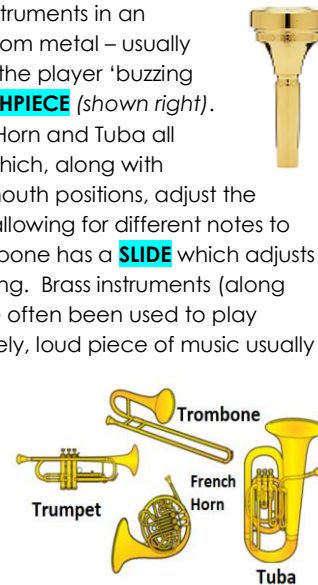 struments in an
om metal – usually
the player ‘buzzing
HPIECE (shown right).
Horn and Tuba all
hich, along with
outh positions, adjust the
allowing for different notes to
bone has a SLIDE which adjusts
ng. Brass instruments (along
often been used to play
ely, loud piece of music usually
Trombone
French
Horn
Trumpet
Tuba